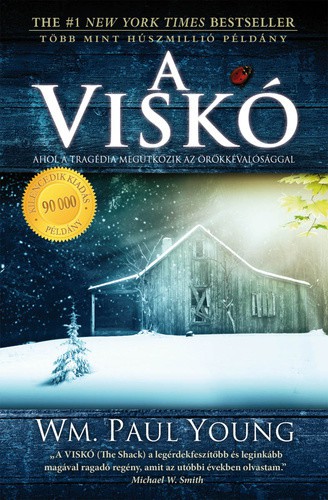 THE #1 NEW YORK TIMES BESTSELLER
TÖBB MINT HÚSZMILLIÓ PÉLDÁNY
A
VISKÓ
AHOL A TRAGÉDIA MEGÜTKÖZIK AZ ÖRÖKKÉVALÓSÁGGAL
KILENCEDIK KIADÁS
90 000
PÉLDÁNY
WM. PAUL YOUNG
„A VISKÓ (The Shack) a legérdekfeszítőbb és leginkább
magával ragadó regény, amit az utóbbi években olvastam.”
Michael W. Smith